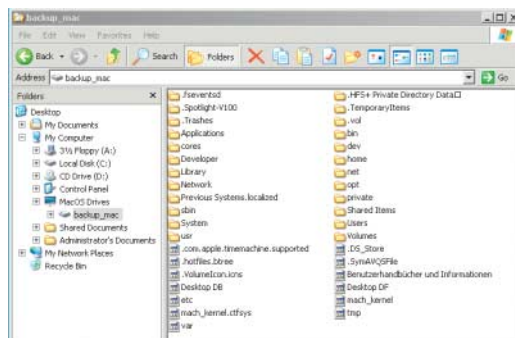 backup_mac
File Edit View Favorites Help
Back Search Folders
Address backup_mac Go
Folders
Desktop
My Documents
My Computer
3½ Floppy (A:)
Local Disk (C:)
CD Drive (D:)
Control Panel
MacOS Drives
backup_mac
Shared Documents
Administrator's Documents
My Network Places
Recycle Bin
.fseventsd
.Spotlight-V100
.Trashes
Applications
cores
Developer
Library
Network
Previous Systems.localized
sbin
System
usr
.com.apple.timemachine.supported
.hotfiles.btree
.VolumeIcon.icns
Desktop DB
etc
mach_kernel.ctfsys
var
.HFS+ Private Directory Data
.TemporaryItems
.vol
bin
dev
home
net
opt
private
Shared Items
Users
Volumes
.DS_Store
.SymAVQSFile
Benutzerhandbücher und Informationen
Desktop DF
mach_kernel
tmp